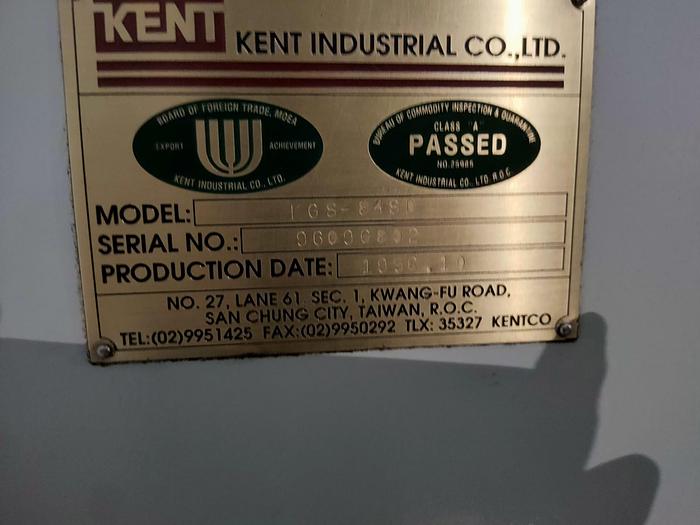 KENT KENT INDUSTRIAL CO.,LTD.
BOARD OF FOREIGN TRADE, MOEA
EXPORT ACHIEVEMENT
KENT INDUSTRIAL CO., LTD.
BUREAU OF COMMODITY INSPECTION & QUARANTINE
CLASS "A"
PASSED
NO.25985
KENT INDUSTRIAL CO., LTD. R.O.C.
MODEL:
SERIAL NO.:
PRODUCTION DATE:
NO. 27, LANE 61. SEC. 1, KWANG-FU ROAD,
SAN CHUNG CITY, TAIWAN, R.O.C.
TEL:(02)9951425 FAX:(02)9950292 TLX: 35327 KENTCO